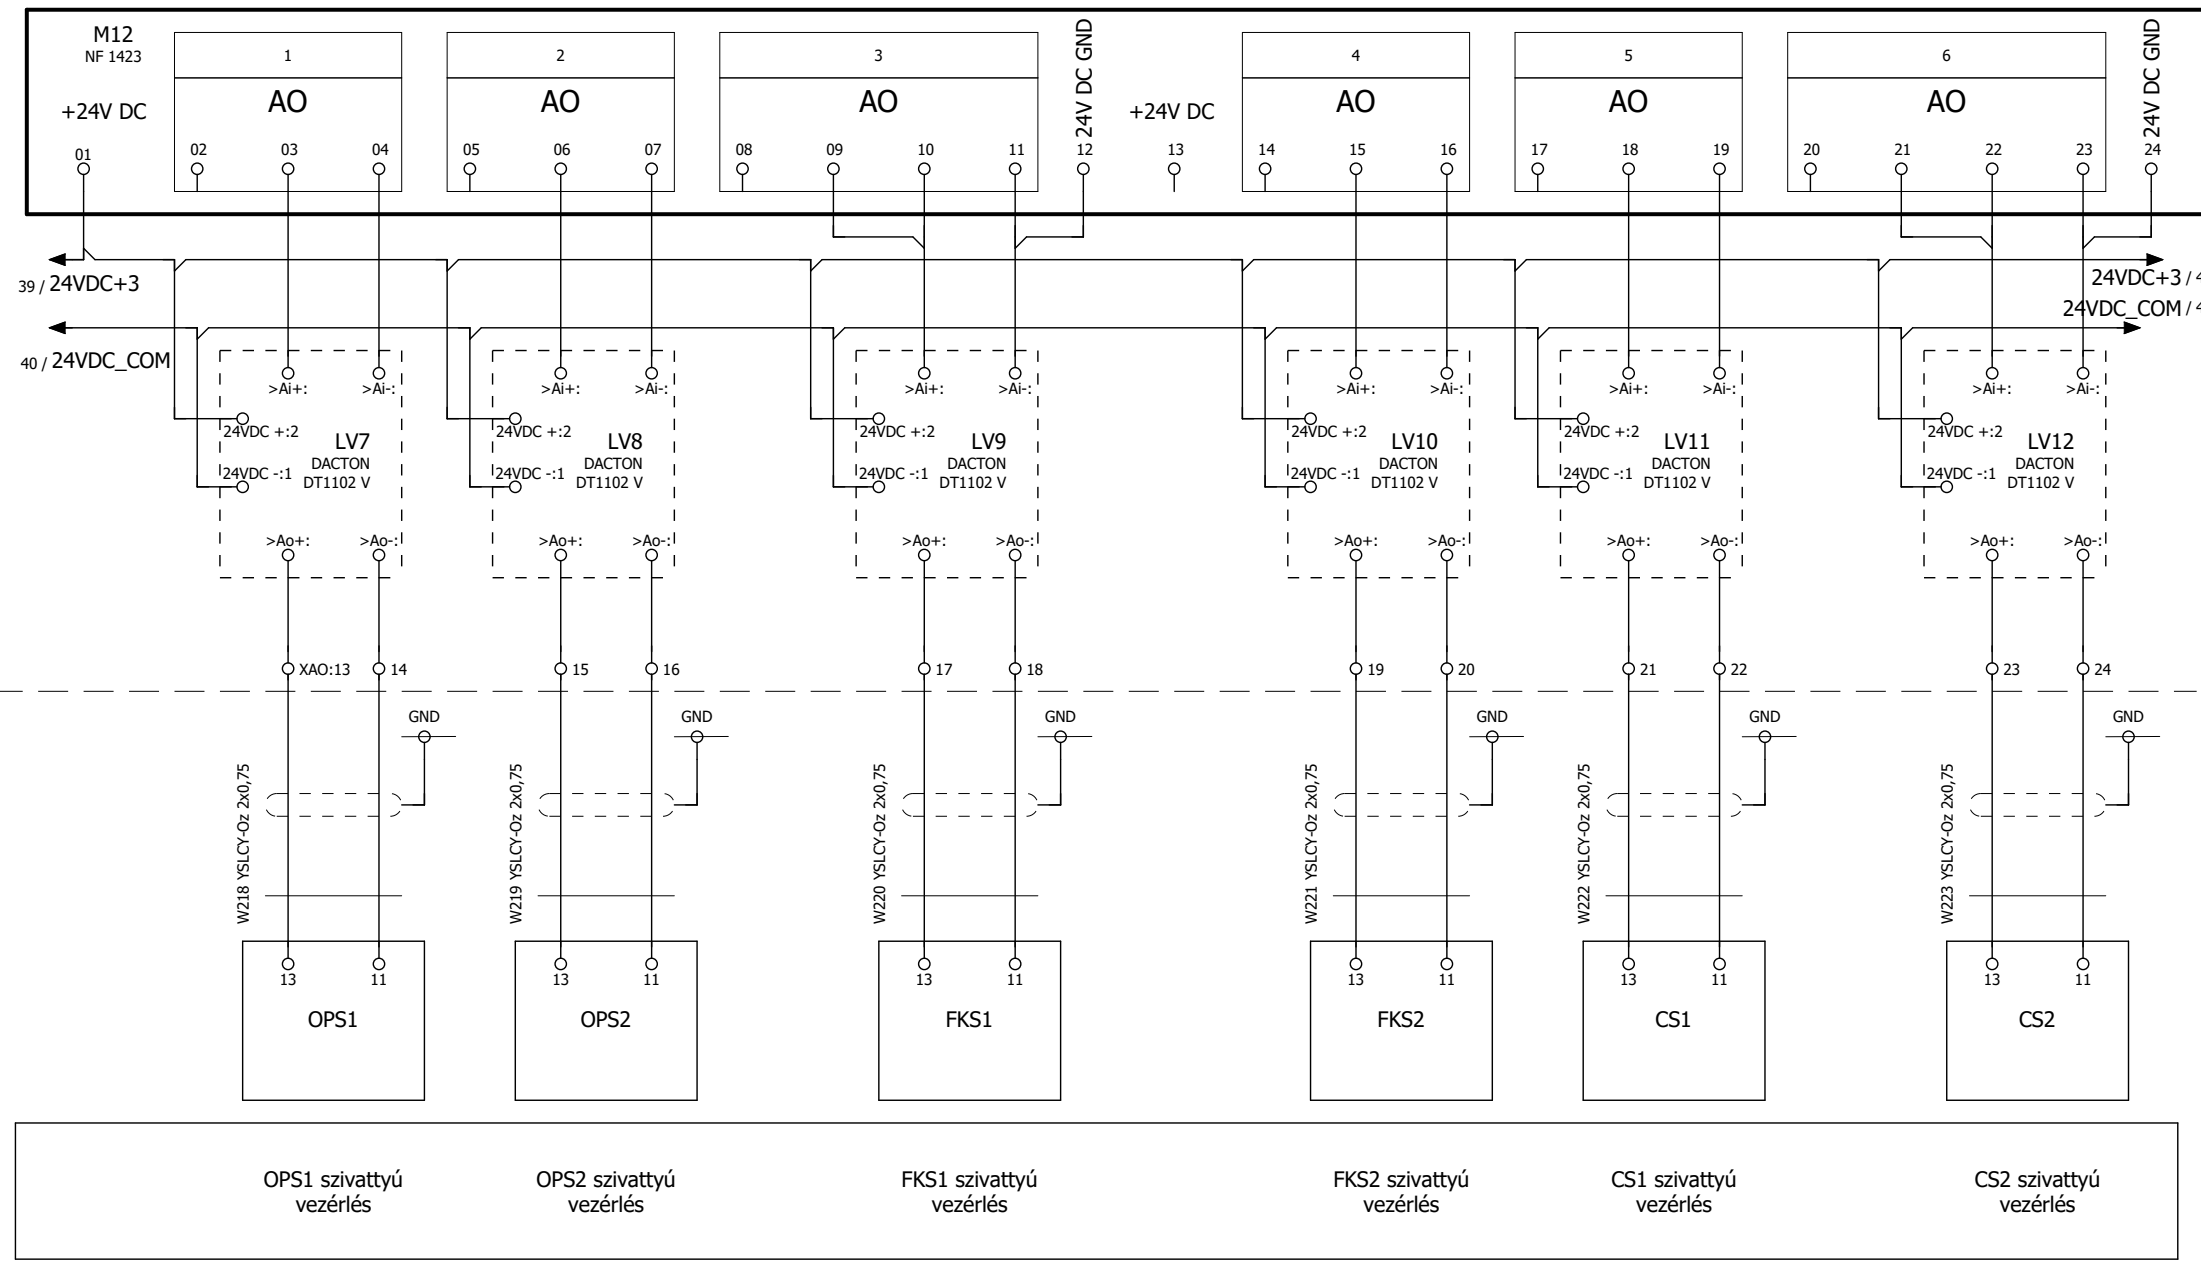 M12
NF 1423
+24V DC
1 2 3 24V DC GND 4 5 6 24V DC GND
AO AO AO +24V DC AO AO AO
01 02 03 04 05 06 07 08 09 10 11 12 13 14 15 16 17 18 19 20 21 22 23 24
39 / 24VDC+3
24VDC+3 / 4
24VDC_COM / 4
40 / 24VDC_COM
>Ai+: >Ai-: >Ai+: >Ai-: >Ai+: >Ai-: >Ai+: >Ai-: >Ai+: >Ai-: >Ai+: >Ai-:
24VDC +:2 LV7 24VDC +:2 LV8 24VDC +:2 LV9 24VDC +:2 LV10 24VDC +:2 LV11 24VDC +:2 LV12
DACTON DACTON DACTON DACTON DACTON DACTON
24VDC -:1 DT1102 V 24VDC -:1 DT1102 V 24VDC -:1 DT1102 V 24VDC -:1 DT1102 V 24VDC -:1 DT1102 V 24VDC -:1 DT1102 V
>Ao+: >Ao-: >Ao+: >Ao-: >Ao+: >Ao-: >Ao+: >Ao-: >Ao+: >Ao-: >Ao+: >Ao-:
XAO:13 14 15 16 17 18 19 20 21 22 23 24
GND GND GND GND GND GND
W218 YSLCY-Oz 2x0,75
W219 YSLCY-Oz 2x0,75
W220 YSLCY-Oz 2x0,75
W221 YSLCY-Oz 2x0,75
W222 YSLCY-Oz 2x0,75
W223 YSLCY-Oz 2x0,75
13 11 13 11 13 11 13 11 13 11 13 11
OPS1 OPS2 FKS1 FKS2 CS1 CS2
OPS1 szivattyú
vezérlés
OPS2 szivattyú
vezérlés
FKS1 szivattyú
vezérlés
FKS2 szivattyú
vezérlés
CS1 szivattyú
vezérlés
CS2 szivattyú
vezérlés